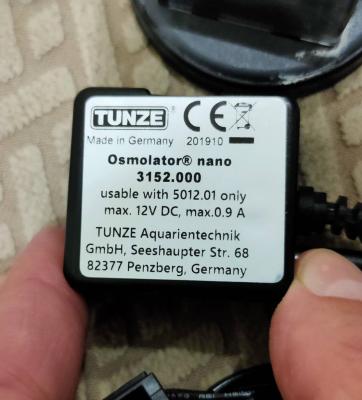 TUNZE® CE
Made in Germany 201910
Osmolator® nano
3152.000
usable with 5012.01 only
max. 12V DC, max.0.9 A
TUNZE Aquarientechnik
GmbH, Seeshaupter Str. 68
82377 Penzberg, Germany